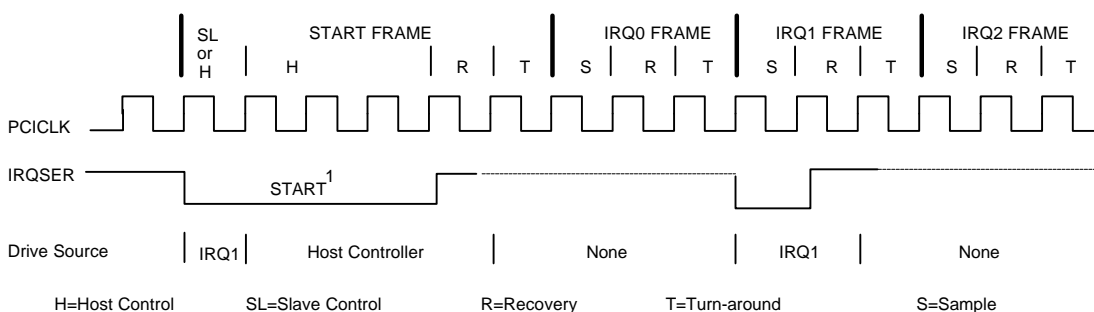 SL
or
H
START FRAME
IRQ0 FRAME
IRQ1 FRAME
IRQ2 FRAME
H
R
T
S
R
T
S
R
T
S
R
T
PCICLK
IRQSER
START1
Drive Source
IRQ1
Host Controller
None
IRQ1
None
H=Host Control
SL=Slave Control
R=Recovery
T=Turn-around
S=Sample